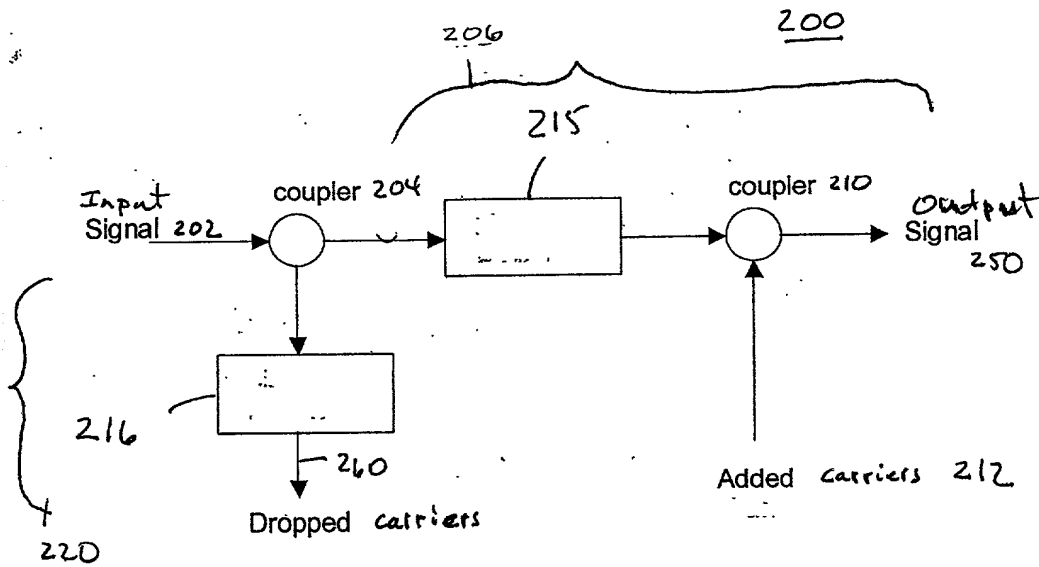 200
206
215
coupler 204
coupler 210
Input
Signal 202
Output
Signal
250
216
260
Added carriers 212
Dropped carriers
220